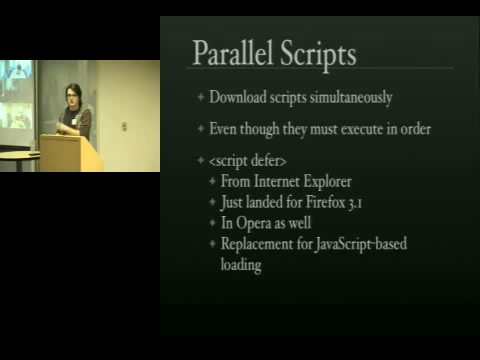 Parallel Scripts
Download scripts simultaneously
Even though they must execute in order
<script defer>
From Internet Explorer
Just landed for Firefox 3.1
In Opera as well
Replacement for JavaScript-based
loading